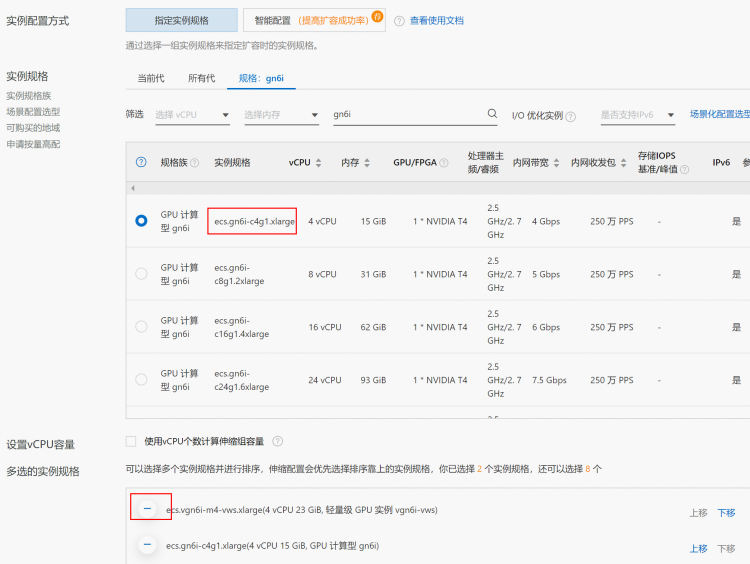 实例配置方式 指定实例规格 智能配置 (提高扩容成功率) 荐 ? 查看使用文档
通过选择一组实例规格来指定扩容时的实例规格。
实例规格 当前代 所有代 规格：gn6i
实例规格族
场景配置选型
可购买的地域
申请按量高配
筛选 选择 vCPU 选择内存 gn6i I/O 优化实例 ? 是否支持IPv6 场景化配置选型
? 规格族 ? 实例规格 vCPU 内存 GPU/FPGA ? 处理器主频/睿频 内网带宽 内网收发包 存储IOPS 基准/峰值 ? IPv6
GPU 计算型 gn6i ecs.gn6i-c4g1.xlarge 4 vCPU 15 GiB 1 * NVIDIA T4 2.5 GHz/2. 7 GHz 4 Gbps 250 万 PPS - 是
GPU 计算型 gn6i ecs.gn6i-c8g1.2xlarge 8 vCPU 31 GiB 1 * NVIDIA T4 2.5 GHz/2. 7 GHz 5 Gbps 250 万 PPS - 是
GPU 计算型 gn6i ecs.gn6i-c16g1.4xlarge 16 vCPU 62 GiB 1 * NVIDIA T4 2.5 GHz/2. 7 GHz 6 Gbps 250 万 PPS - 是
GPU 计算型 gn6i ecs.gn6i-c24g1.6xlarge 24 vCPU 93 GiB 1 * NVIDIA T4 2.5 GHz/2. 7 GHz 7.5 Gbps 250 万 PPS - 是
设置vCPU容量 使用vCPU个数计算伸缩组容量 ?
多选的实例规格 可以选择多个实例规格并进行排序，伸缩配置会优先选择排序靠上的实例规格，你已选择 2 个实例规格，还可以选择 8 个
ecs.vgn6i-m4-vws.xlarge(4 vCPU 23 GiB, 轻量级 GPU 实例 vgn6i-vws) 上移 下移
ecs.gn6i-c4g1.xlarge(4 vCPU 15 GiB, GPU 计算型 gn6i) 上移 下移